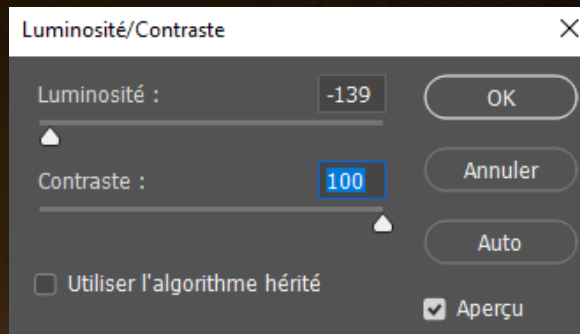 Luminosité/Contraste
Luminosité : -139
OK
Contraste : 100
Annuler
Auto
Utiliser l'algorithme hérité
Aperçu